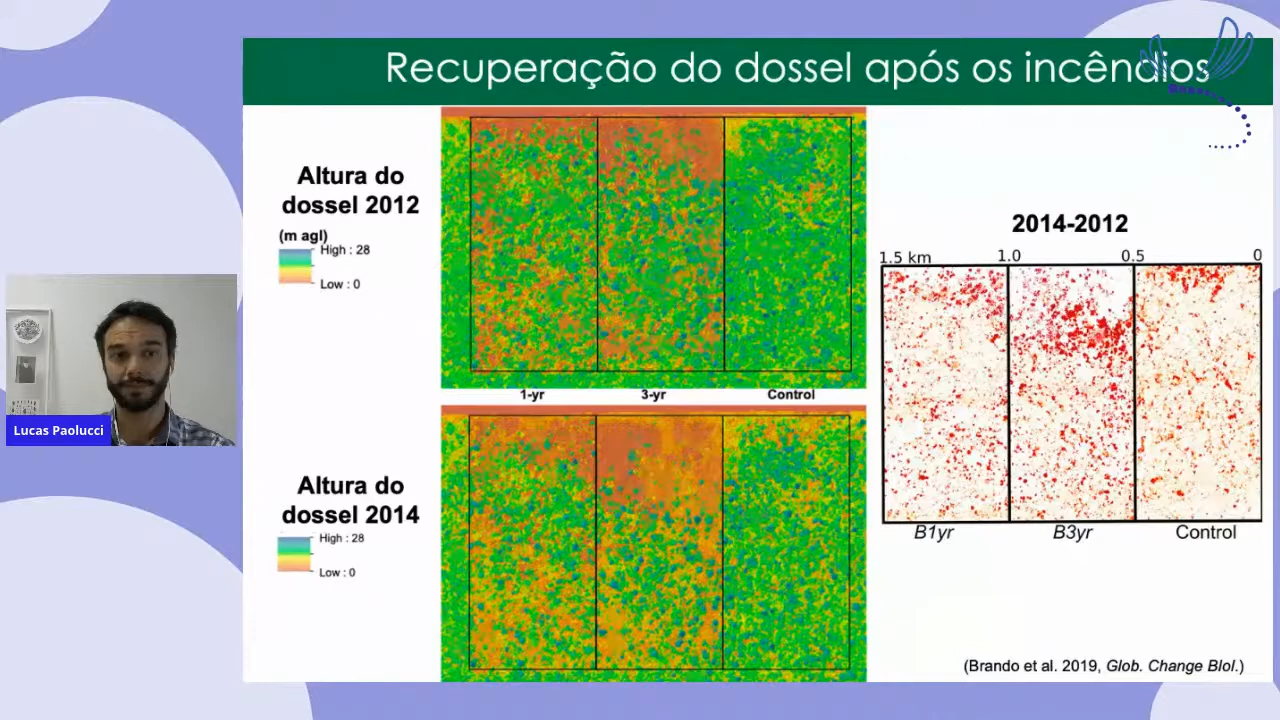 Recuperação do dossel após os incêndios
Altura do
dossel 2012
(m agl)
High : 28
Low : 0
1-yr
3-yr
Control
Altura do
dossel 2014
High : 28
Low : 0
2014-2012
1.5 km
1.0
0.5
0
B1yr
B3yr
Control
(Brando et al. 2019, Glob. Change Biol.)
Lucas Paolucci